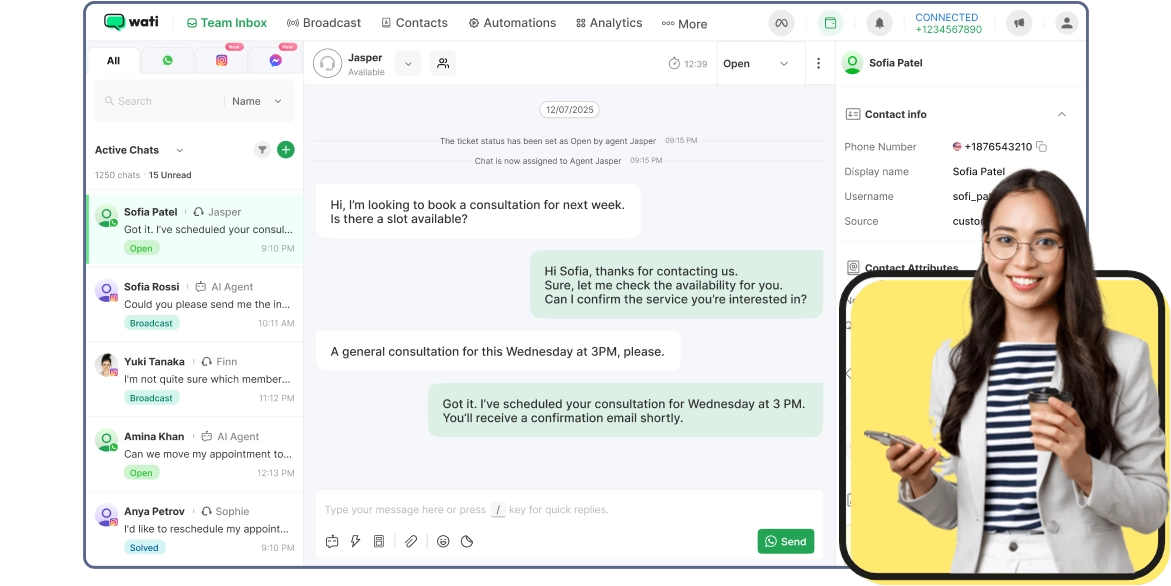 wati
Team Inbox
Broadcast
Contacts
Automations
Analytics
More
CONNECTED
+1234567890
All
New
New
Search
Name
Active Chats
1250 chats
15 Unread
Sofia Patel
Jasper
Got it. I've scheduled your consul...
Open
9:10 PM
Sofia Rossi
AI Agent
Could you please send me the in...
Broadcast
10:11 AM
Yuki Tanaka
Finn
I'm not quite sure which member...
Broadcast
11:12 PM
Amina Khan
AI Agent
Can we move my appointment to...
Open
12:13 PM
Anya Petrov
Sophie
I'd like to reschedule my appoint...
Solved
9:10 PM
Jasper
Available
12:39
Open
12/07/2025
The ticket status has been set as Open by agent Jasper 09:15 PM
Chat is now assigned to Agent Jasper 09:15 PM
Hi, I'm looking to book a consultation for next week.
Is there a slot available?
Hi Sofia, thanks for contacting us.
Sure, let me check the availability for you.
Can I confirm the service you're interested in?
A general consultation for this Wednesday at 3PM, please.
Got it. I've scheduled your consultation for Wednesday at 3 PM.
You'll receive a confirmation email shortly.
Type your message here or press / key for quick replies.
Send
Sofia Patel
Contact info
Phone Number
+1876543210
Display name
Sofia Patel
Username
Source
Contact Attributes